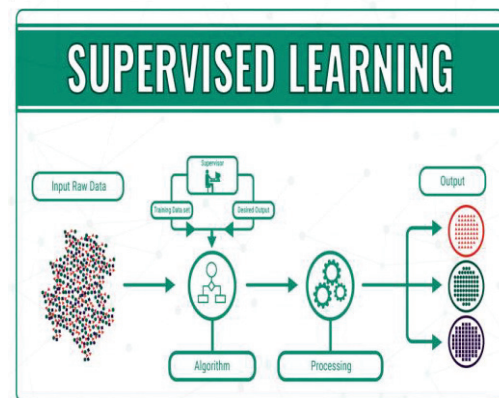 SUPERVISED LEARNING
Input Raw Data
Supervisor
Training Data set
Desired Output
Output
Algorithm
Processing